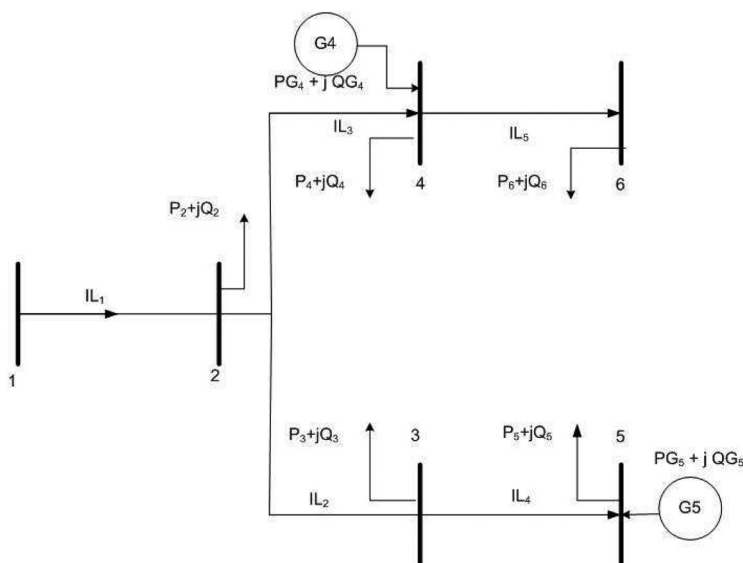 G4
PG₄ + j QG₄
IL₃
IL₅
P₄+jQ₄
4
P₆+jQ₆
6
P₂+jQ₂
IL₁
1
2
P₃+jQ₃
3
P₅+jQ₅
5
PG₅ + j QG₅
IL₂
IL₄
G5